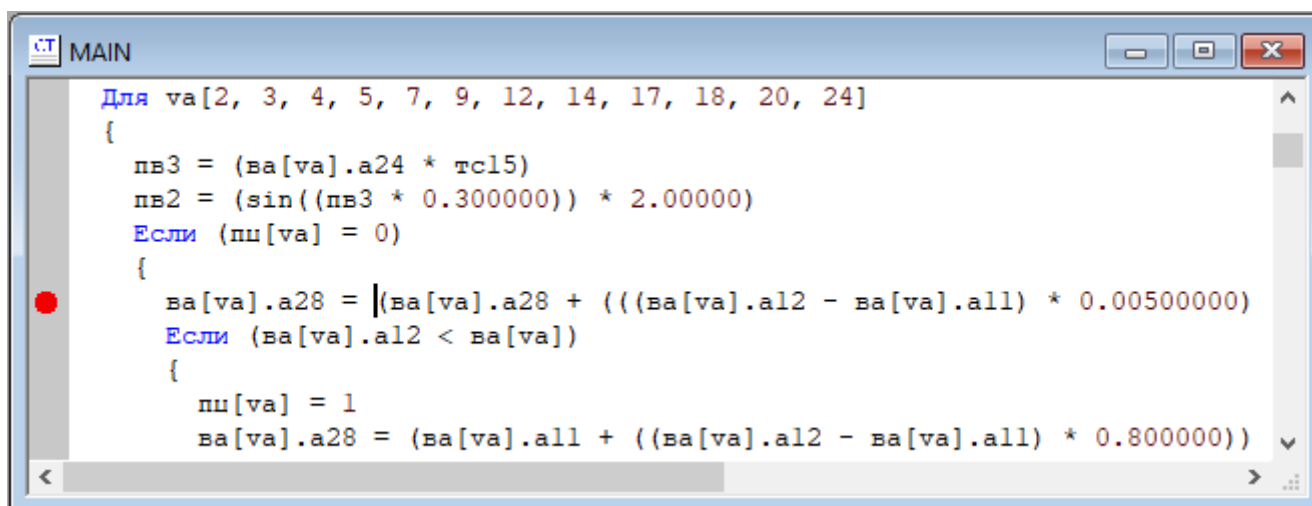 СТ MAIN
Для va[2, 3, 4, 5, 7, 9, 12, 14, 17, 18, 20, 24]
{
пв3 = (ва[va].a24 * тс15)
пв2 = (sin((пв3 * 0.300000)) * 2.00000)
Если (пц[va] = 0)
{
ва[va].a28 = (ва[va].a28 + (((ва[va].a12 - ва[va].a11) * 0.00500000)
Если (ва[va].a12 < ва[va])
{
пц[va] = 1
ва[va].a28 = (ва[va].a11 + ((ва[va].a12 - ва[va].a11) * 0.800000))